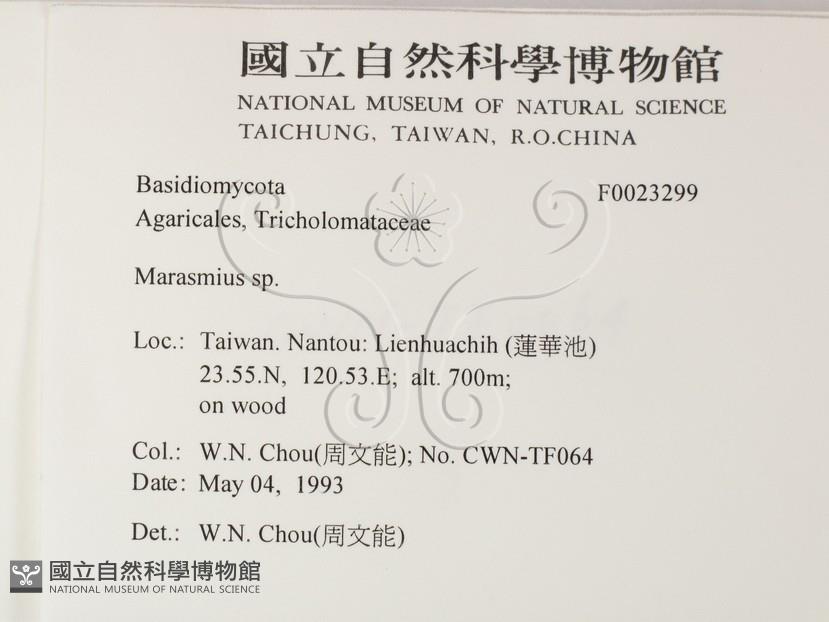 國立自然科學博物館
NATIONAL MUSEUM OF NATURAL SCIENCE
TAICHUNG, TAIWAN, R.O.CHINA
Basidiomycota F0023299
Agaricales, Tricholomataceae
Marasmius sp.
Loc.: Taiwan. Nantou: Lienhuachih (蓮華池)
23.55.N, 120.53.E; alt. 700m;
on wood
Col.: W.N. Chou(周文能); No. CWN-TF064
Date: May 04, 1993
Det.: W.N. Chou(周文能)
國立自然科學博物館
NATIONAL MUSEUM OF NATURAL SCIENCE